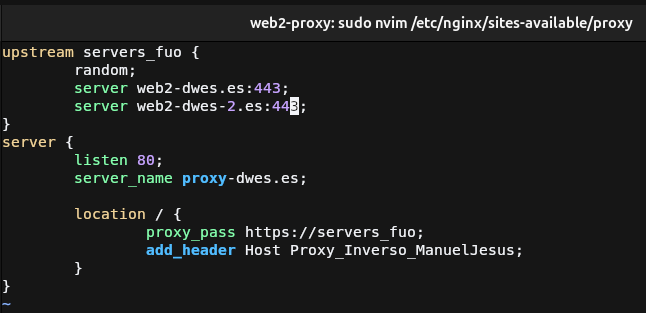 web2-proxy: sudo nvim /etc/nginx/sites-available/proxy
upstream servers_fuo {
        random;
        server web2-dwes.es:443;
        server web2-dwes-2.es:443;
}
server {
        listen 80;
        server_name proxy-dwes.es;

        location / {
                proxy_pass https://servers_fuo;
                add_header Host Proxy_Inverso_ManuelJesus;
        }
}
~